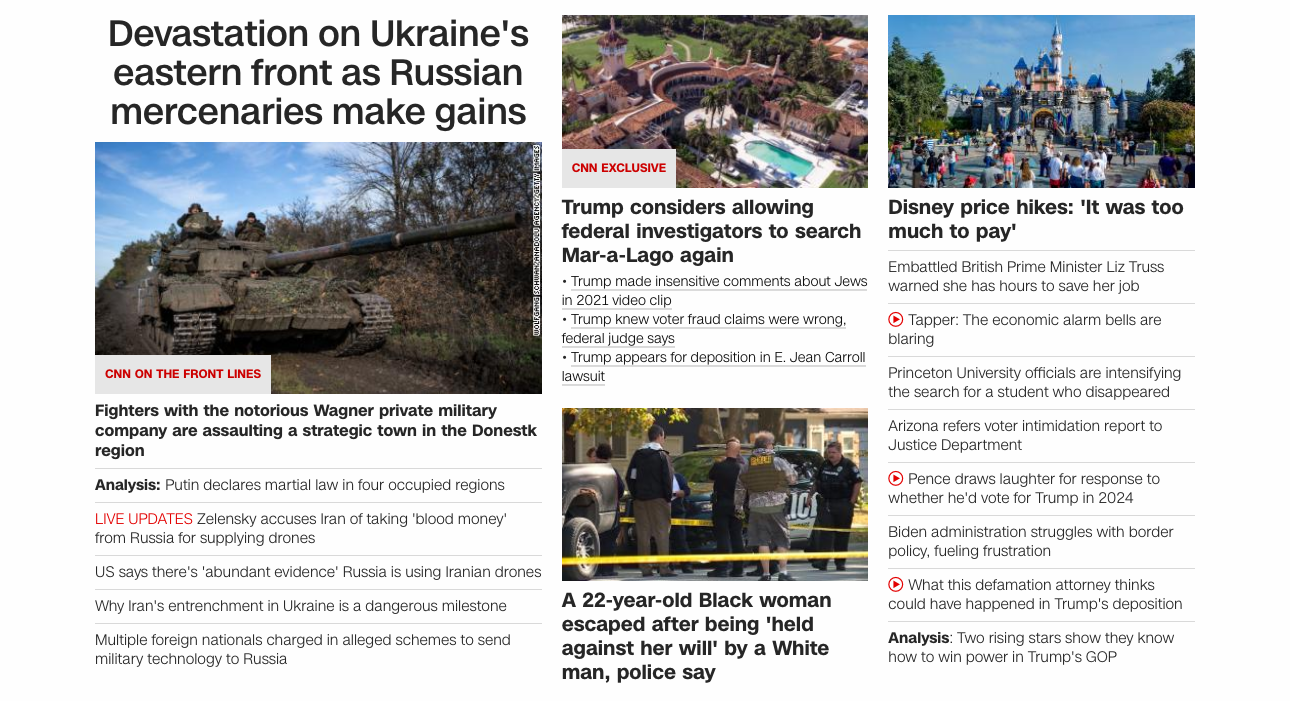 Devastation on Ukraine's
eastern front as Russian
mercenaries make gains
WOLFGANG SCHWAN/ANADOLU AGENCY/GETTY IMAGES
CNN ON THE FRONT LINES
Fighters with the notorious Wagner private military
company are assaulting a strategic town in the Donestk
region
Analysis: Putin declares martial law in four occupied regions
LIVE UPDATES Zelensky accuses Iran of taking 'blood money'
from Russia for supplying drones
US says there's 'abundant evidence' Russia is using Iranian drones
Why Iran's entrenchment in Ukraine is a dangerous milestone
Multiple foreign nationals charged in alleged schemes to send
military technology to Russia
CNN EXCLUSIVE
Trump considers allowing
federal investigators to search
Mar-a-Lago again
• Trump made insensitive comments about Jews
in 2021 video clip
• Trump knew voter fraud claims were wrong,
federal judge says
• Trump appears for deposition in E. Jean Carroll
lawsuit
A 22-year-old Black woman
escaped after being 'held
against her will' by a White
man, police say
Disney price hikes: 'It was too
much to pay'
Embattled British Prime Minister Liz Truss
warned she has hours to save her job
Tapper: The economic alarm bells are
blaring
Princeton University officials are intensifying
the search for a student who disappeared
Arizona refers voter intimidation report to
Justice Department
Pence draws laughter for response to
whether he'd vote for Trump in 2024
Biden administration struggles with border
policy, fueling frustration
What this defamation attorney thinks
could have happened in Trump's deposition
Analysis: Two rising stars show they know
how to win power in Trump's GOP